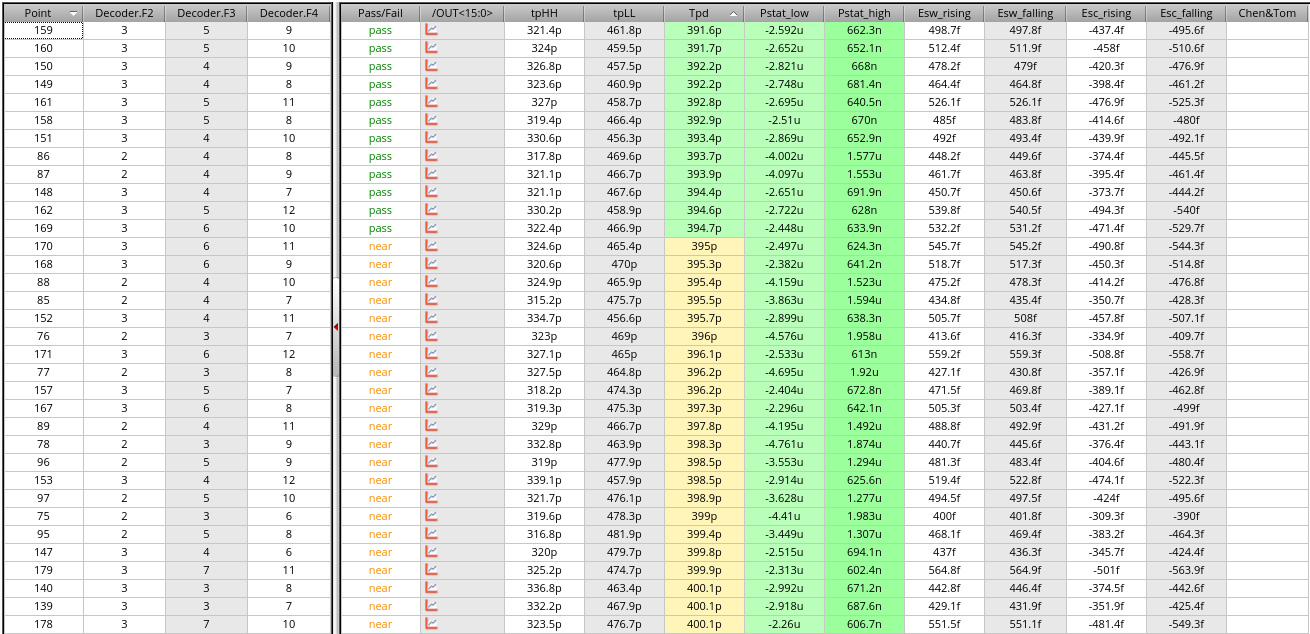 Point Decoder.F2 Decoder.F3 Decoder.F4 Pass/Fail /OUT<15:0> tpHH tpLL Tpd Pstat_low Pstat_high Esw_rising Esw_falling Esc_rising Esc_falling Chen&Tom
159 3 5 9 pass 321.4p 461.8p 391.6p -2.592u 662.3n 498.7f 497.8f -437.4f -495.6f
160 3 5 10 pass 324p 459.5p 391.7p -2.652u 652.1n 512.4f 511.9f -458f -510.6f
150 3 4 9 pass 326.8p 457.5p 392.2p -2.821u 668n 478.2f 479f -420.3f -476.9f
149 3 4 8 pass 323.6p 460.9p 392.2p -2.748u 681.4n 464.4f 464.8f -398.4f -461.2f
161 3 5 11 pass 327p 458.7p 392.8p -2.695u 640.5n 526.1f 526.1f -476.9f -525.3f
158 3 5 8 pass 319.4p 466.4p 392.9p -2.51u 670n 485f 483.8f -414.6f -480f
151 3 4 10 pass 330.6p 456.3p 393.4p -2.869u 652.9n 492f 493.4f -439.9f -492.1f
86 2 4 8 pass 317.8p 469.6p 393.7p -4.002u 1.577u 448.2f 449.6f -374.4f -445.5f
87 2 4 9 pass 321.1p 466.7p 393.9p -4.097u 1.553u 461.7f 463.8f -395.4f -461.4f
148 3 4 7 pass 321.1p 467.6p 394.4p -2.651u 691.9n 450.7f 450.6f -373.7f -444.2f
162 3 5 12 pass 330.2p 458.9p 394.6p -2.722u 628n 539.8f 540.5f -494.3f -540f
169 3 6 10 pass 322.4p 466.9p 394.7p -2.448u 633.9n 532.2f 531.2f -471.4f -529.7f
170 3 6 11 near 324.6p 465.4p 395p -2.497u 624.3n 545.7f 545.2f -490.8f -544.3f
168 3 6 9 near 320.6p 470p 395.3p -2.382u 641.2n 518.7f 517.3f -450.3f -514.8f
88 2 4 10 near 324.9p 465.9p 395.4p -4.159u 1.523u 475.2f 478.3f -414.2f -476.8f
85 2 4 7 near 315.2p 475.7p 395.5p -3.863u 1.594u 434.8f 435.4f -350.7f -428.3f
152 3 4 11 near 334.7p 456.6p 395.7p -2.899u 638.3n 505.7f 508f -457.8f -507.1f
76 2 3 7 near 323p 469p 396p -4.576u 1.958u 413.6f 416.3f -334.9f -409.7f
171 3 6 12 near 327.1p 465p 396.1p -2.533u 613n 559.2f 559.3f -508.8f -558.7f
77 2 3 8 near 327.5p 464.8p 396.2p -4.695u 1.92u 427.1f 430.8f -357.1f -426.9f
157 3 5 7 near 318.2p 474.3p 396.2p -2.404u 672.8n 471.5f 469.8f -389.1f -462.8f
167 3 6 8 near 319.3p 475.3p 397.3p -2.296u 642.1n 505.3f 503.4f -427.1f -499f
89 2 4 11 near 329p 466.7p 397.8p -4.195u 1.492u 488.8f 492.9f -431.2f -491.9f
78 2 3 9 near 332.8p 463.9p 398.3p -4.761u 1.874u 440.7f 445.6f -376.4f -443.1f
96 2 5 9 near 319p 477.9p 398.5p -3.553u 1.294u 481.3f 483.4f -404.6f -480.4f
153 3 4 12 near 339.1p 457.9p 398.5p -2.914u 625.6n 519.4f 522.8f -474.1f -522.3f
97 2 5 10 near 321.7p 476.1p 398.9p -3.628u 1.277u 494.5f 497.5f -424f -495.6f
75 2 3 6 near 319.6p 478.3p 399p -4.41u 1.983u 400f 401.8f -309.3f -390f
95 2 5 8 near 316.8p 481.9p 399.4p -3.449u 1.307u 468.1f 469.4f -383.2f -464.3f
147 3 4 6 near 320p 479.7p 399.8p -2.515u 694.1n 437f 436.3f -345.7f -424.4f
179 3 7 11 near 325.2p 474.7p 399.9p -2.313u 602.4n 564.8f 564.9f -501f -563.9f
140 3 3 8 near 336.8p 463.4p 400.1p -2.992u 671.2n 442.8f 446.4f -374.5f -442.6f
139 3 3 7 near 332.2p 467.9p 400.1p -2.918u 687.6n 429.1f 431.9f -351.9f -425.4f
178 3 7 10 near 323.5p 476.7p 400.1p -2.26u 606.7n 551.5f 551.1f -481.4f -549.3f